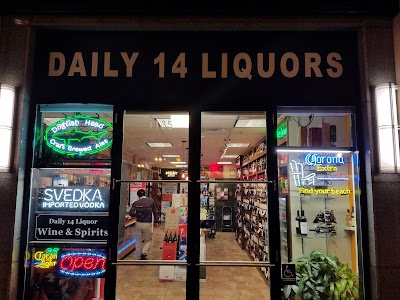 DAILY 14 LIQUORS
Dogfish Head
Craft Brewed Ales
SVEDKA
IMPORTED VODKA
Daily 14 Liquor
Wine & Spirits
Open
Corona
Extra
Find your beach